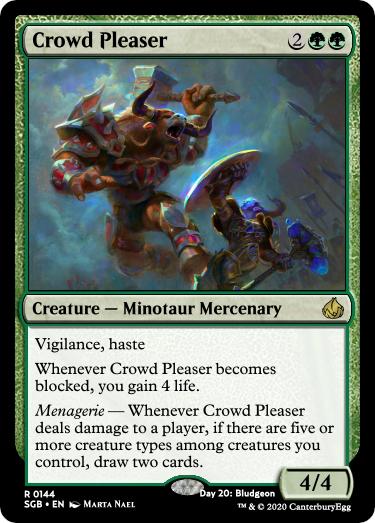 Crowd Pleaser 2
Creature — Minotaur Mercenary
Vigilance, haste
Whenever Crowd Pleaser becomes
blocked, you gain 4 life.
Menagerie — Whenever Crowd Pleaser
deals damage to a player, if there are five or
more creature types among creatures you
control, draw two cards.
4/4
R 0144 Day 20: Bludgeon
SGB • EN Marta Nael ™ & © 2020 CanterburyEgg